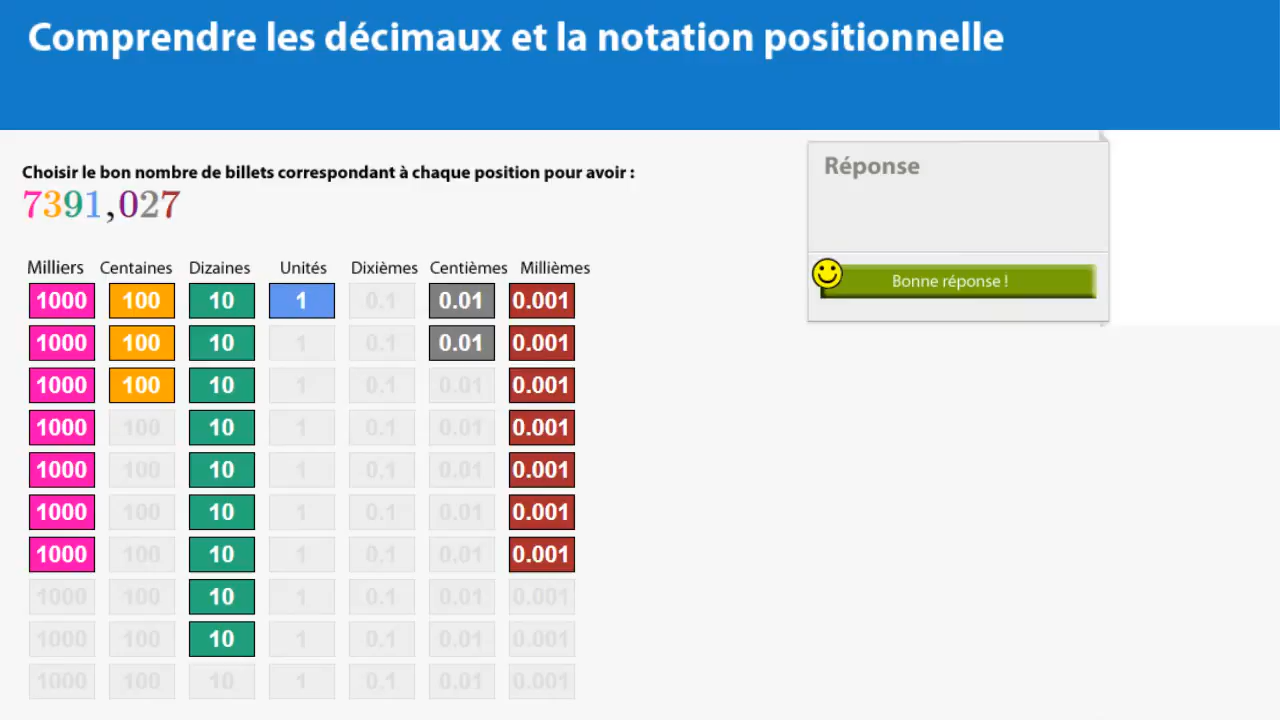 Comprendre les décimaux et la notation positionnelle
Choisir le bon nombre de billets correspondant à chaque position pour avoir :
7391,027
Milliers Centaines Dizaines Unités Dixièmes Centièmes Millièmes
1000 100 10 1 0.1 0.01 0.001
1000 100 10 1 0.1 0.01 0.001
1000 100 10 1 0.1 0.01 0.001
1000 100 10 1 0.1 0.01 0.001
1000 100 10 1 0.1 0.01 0.001
1000 100 10 1 0.1 0.01 0.001
1000 100 10 1 0.1 0.01 0.001
1000 100 10 1 0.1 0.01 0.001
1000 100 10 1 0.1 0.01 0.001
1000 100 10 1 0.1 0.01 0.001
Réponse
Bonne réponse !